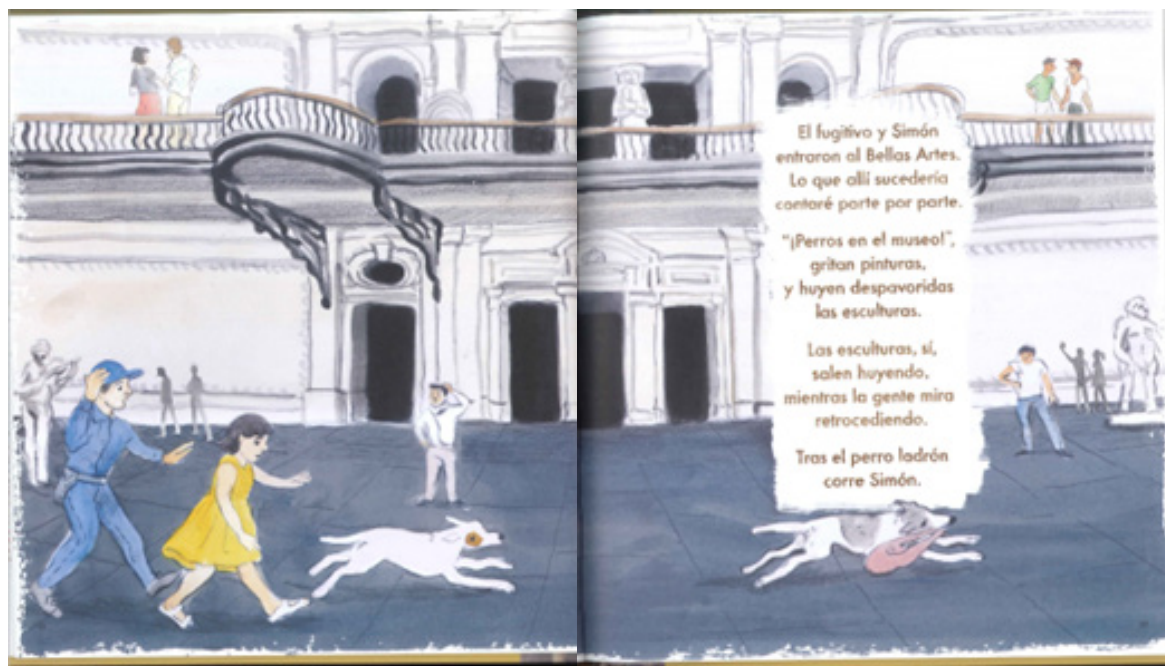 El fugitivo y Simón
entraron al Bellas Artes.
Lo que allí sucedería
contaré parte por parte.
"¡Perros en el museo!",
gritan pinturas,
y huyen despavoridas
las esculturas.
Las esculturas, sí,
salen huyendo,
mientras la gente mira
retrocediendo.
Tras el perro ladrón
corre Simón.